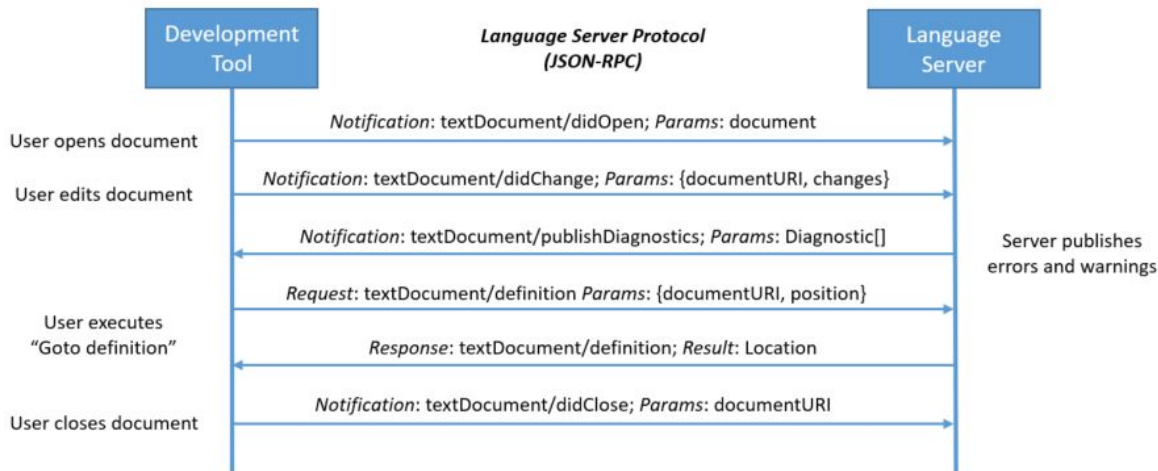 Development
Tool
Language Server Protocol
(JSON-RPC)
Language
Server
Notification: textDocument/didOpen; Params: document
User opens document
Notification: textDocument/didChange; Params: {documentURI, changes}
User edits document
Notification: textDocument/publishDiagnostics; Params: Diagnostic[]
Server publishes
errors and warnings
Request: textDocument/definition Params: {documentURI, position}
User executes
“Goto definition”
Response: textDocument/definition; Result: Location
Notification: textDocument/didClose; Params: documentURI
User closes document